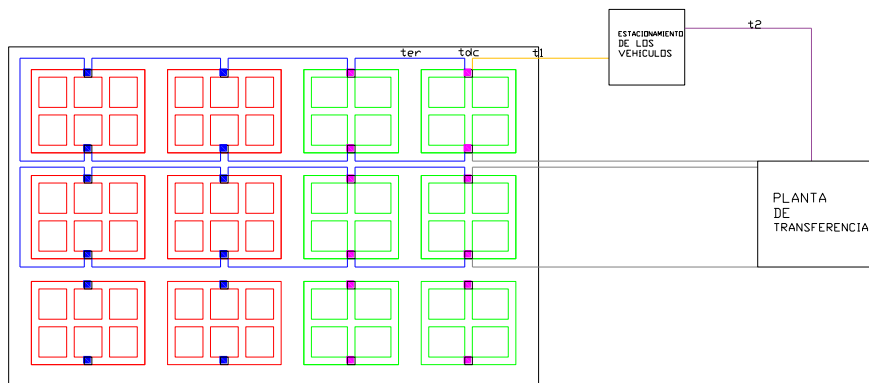 t2
ESTACIONAMIENTO
DE LOS
VEHICULOS
ter tdc t1
PLANTA
DE
TRANSFERENCIA